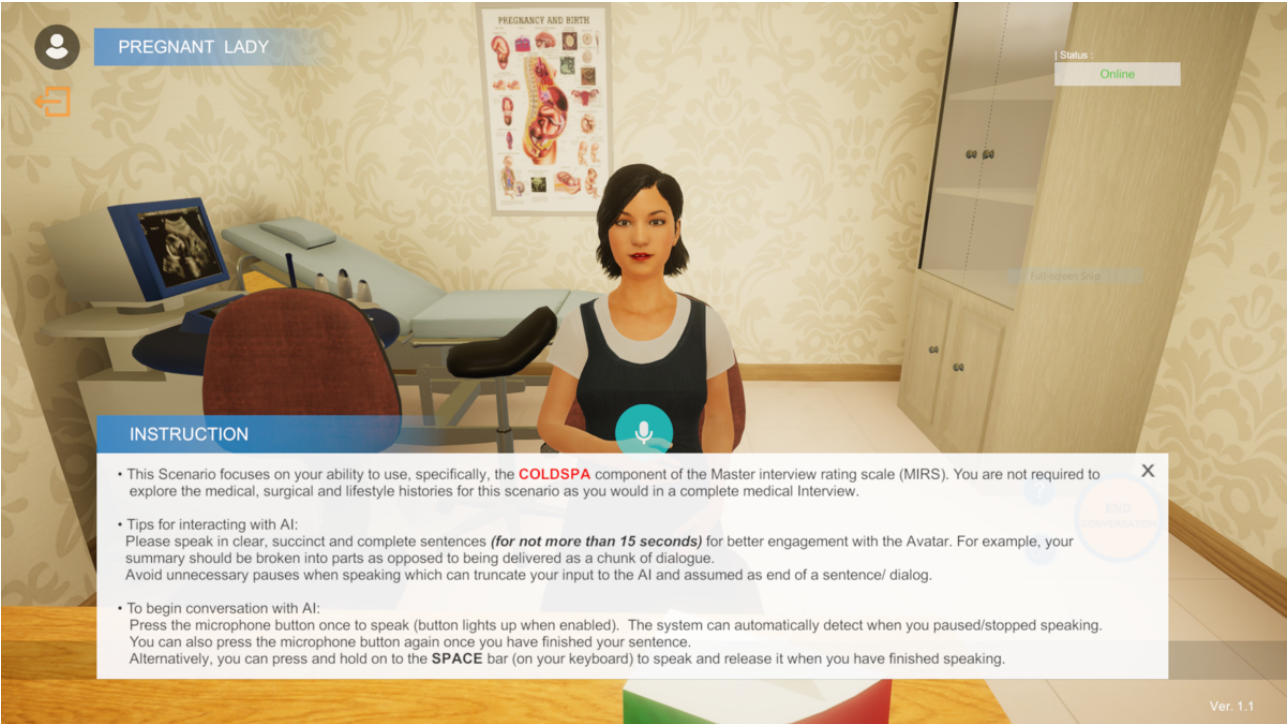 PREGNANCY AND BIRTH
PREGNANT LADY
| Status :
Online
Full-screen Snip
INSTRUCTION
X
• This Scenario focuses on your ability to use, specifically, the COLDSPA component of the Master interview rating scale (MIRS). You are not required to
explore the medical, surgical and lifestyle histories for this scenario as you would in a complete medical Interview.
• Tips for interacting with AI:
Please speak in clear, succinct and complete sentences (for not more than 15 seconds) for better engagement with the Avatar. For example, your
summary should be broken into parts as opposed to being delivered as a chunk of dialogue.
Avoid unnecessary pauses when speaking which can truncate your input to the AI and assumed as end of a sentence/ dialog.
• To begin conversation with AI:
Press the microphone button once to speak (button lights up when enabled). The system can automatically detect when you paused/stopped speaking.
You can also press the microphone button again once you have finished your sentence.
Alternatively, you can press and hold on to the SPACE bar (on your keyboard) to speak and release it when you have finished speaking.
?
END
CONVERSATION
Ver. 1.1